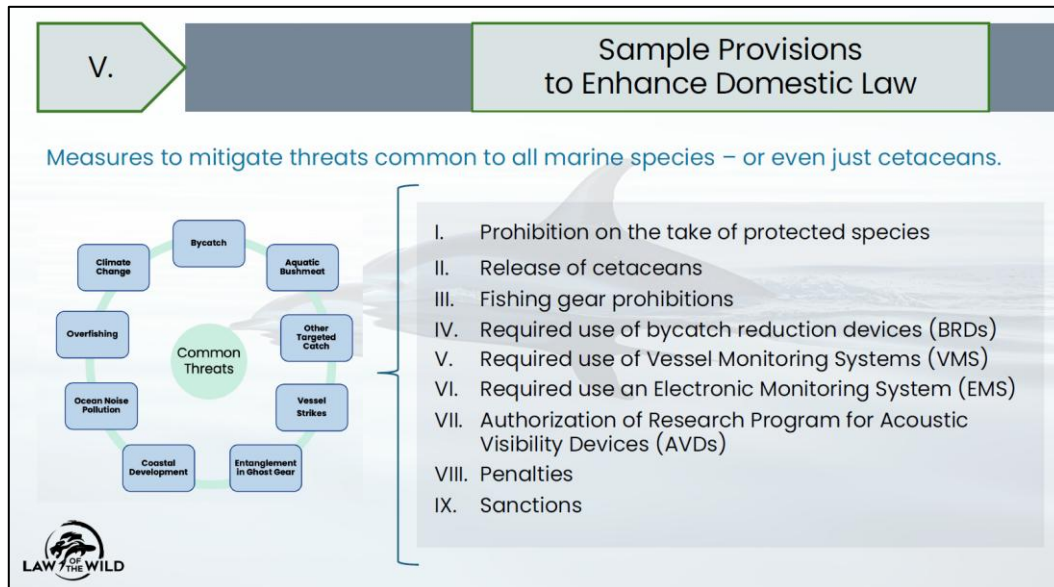 V.
Sample Provisions
to Enhance Domestic Law
Measures to mitigate threats common to all marine species – or even just cetaceans.
Bycatch
Aquatic
Bushmeat
Other
Targeted
Catch
Vessel
Strikes
Entanglement
in Ghost Gear
Coastal
Development
Ocean Noise
Pollution
Overfishing
Climate
Change
Common
Threats
I. Prohibition on the take of protected species
II. Release of cetaceans
III. Fishing gear prohibitions
IV. Required use of bycatch reduction devices (BRDs)
V. Required use of Vessel Monitoring Systems (VMS)
VI. Required use an Electronic Monitoring System (EMS)
VII. Authorization of Research Program for Acoustic
Visibility Devices (AVDs)
VIII. Penalties
IX. Sanctions
LAW OF THE WILD